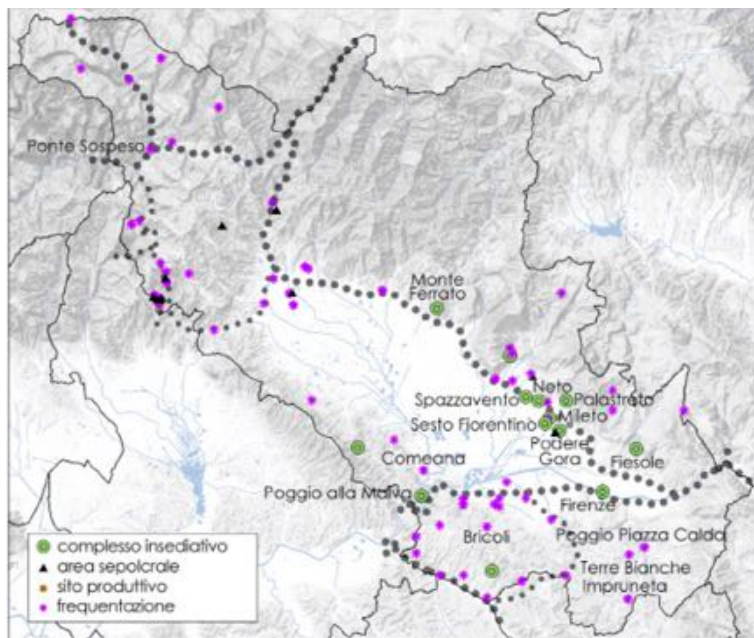 Ponte Sospeso
Monte
Ferrato
Neto
Spazzavento
Palastreto
Mileto
Sesto Fiorentino
Podere
Gora
Fiesole
Comeana
Poggio alla Malva
Firenze
Bricoli
Poggio Piazza Calda
Terre Bianche
Impruneta
complesso insediativo
area sepolcrale
sito produttivo
frequentazione